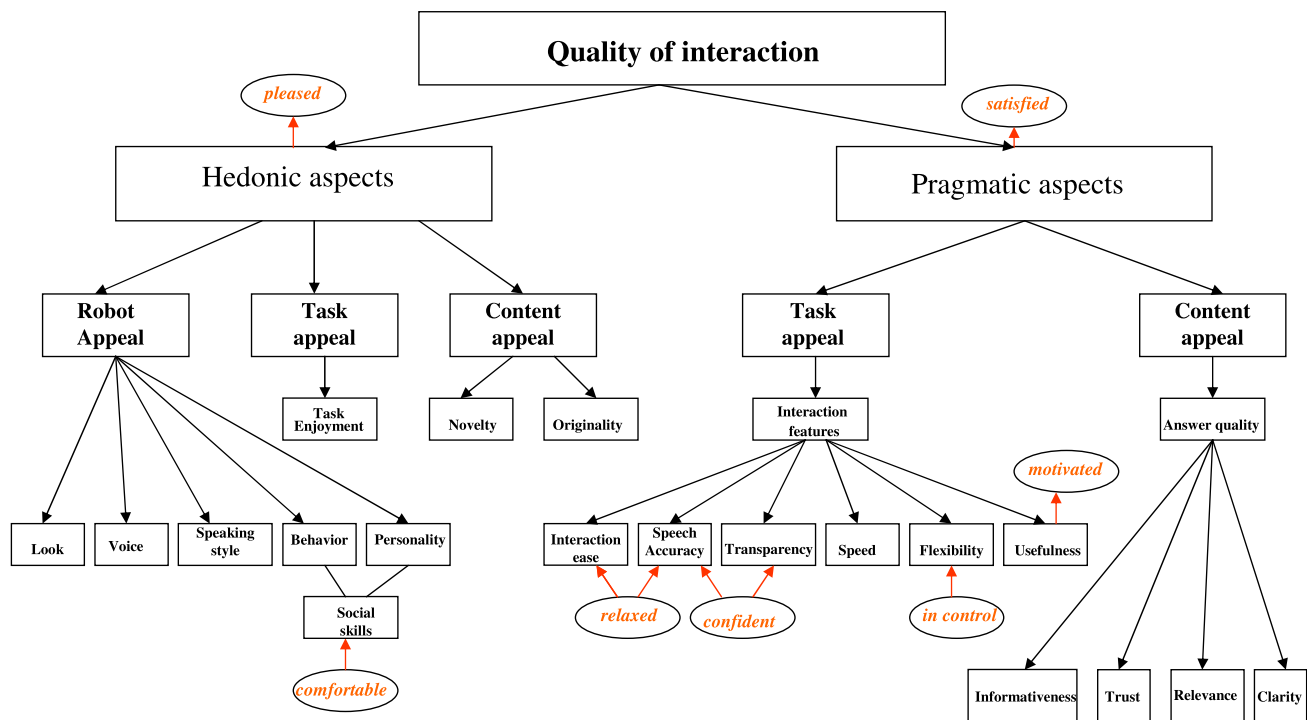 Quality of interaction
pleased
satisfied
Hedonic aspects
Pragmatic aspects
Robot
Appeal
Task
appeal
Content
appeal
Task
appeal
Content
appeal
Task
Enjoyment
Novelty
Originality
Interaction
features
Answer quality
motivated
Look
Voice
Speaking
style
Behavior
Personality
Interaction
ease
Speech
Accuracy
Transparency
Speed
Flexibility
Usefulness
Social
skills
relaxed
confident
in control
comfortable
Informativeness
Trust
Relevance
Clarity